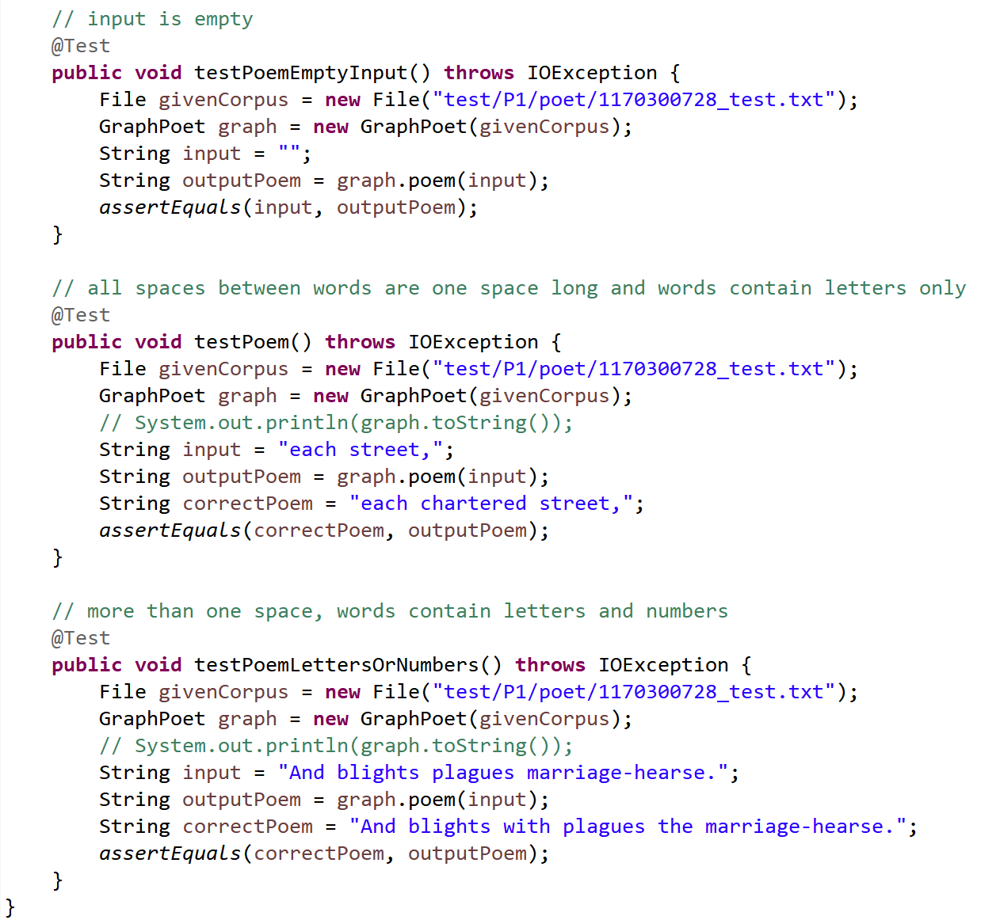 // input is empty
@Test
public void testPoemEmptyInput() throws IOException {
File givenCorpus = new File("test/P1/poet/1170300728_test.txt");
GraphPoet graph = new GraphPoet(givenCorpus);
String input = "";
String outputPoem = graph.poem(input);
assertEquals(input, outputPoem);
}
// all spaces between words are one space long and words contain letters only
@Test
public void testPoem() throws IOException {
File givenCorpus = new File("test/P1/poet/1170300728_test.txt");
GraphPoet graph = new GraphPoet(givenCorpus);
// System.out.println(graph.toString());
String input = "each street,";
String outputPoem = graph.poem(input);
String correctPoem = "each chartered street,";
assertEquals(correctPoem, outputPoem);
}
// more than one space, words contain letters and numbers
@Test
public void testPoemLettersOrNumbers() throws IOException {
File givenCorpus = new File("test/P1/poet/1170300728_test.txt");
GraphPoet graph = new GraphPoet(givenCorpus);
// System.out.println(graph.toString());
String input = "And blights plagues marriage-hearse.";
String outputPoem = graph.poem(input);
String correctPoem = "And blights with plagues the marriage-hearse.";
assertEquals(correctPoem, outputPoem);
}
}